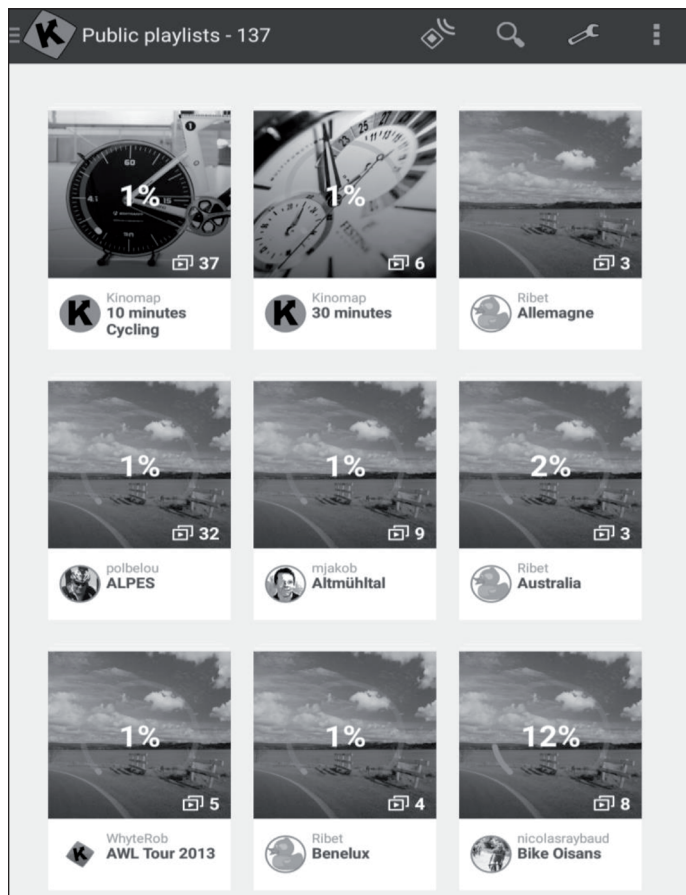 Public playlists - 137
1%
37
Kinomap
10 minutes
Cycling
1%
6
Kinomap
30 minutes
3
Ribet
Allemagne
1%
32
polbelou
ALPES
1%
9
mjakob
Altmühltal
2%
3
Ribet
Australia
1%
5
WhyteRob
AWL Tour 2013
1%
4
Ribet
Benelux
12%
8
nicolasraybaud
Bike Oisans